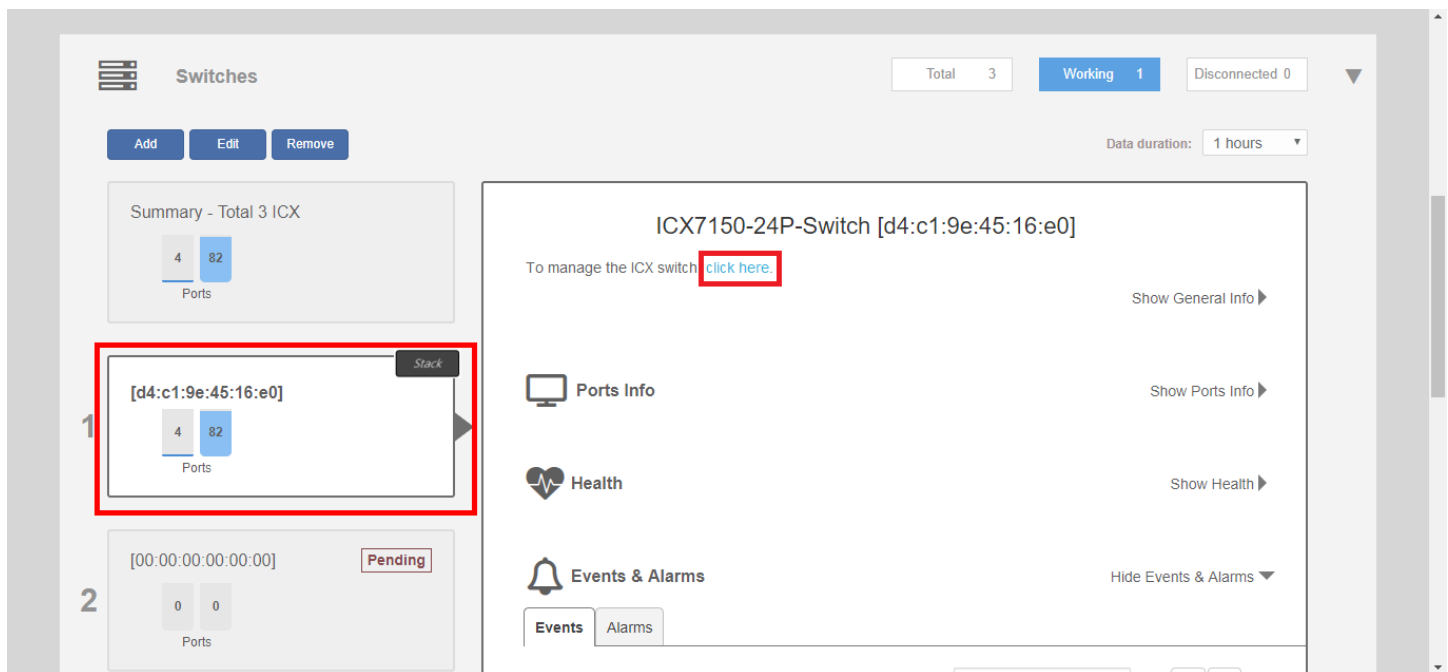 Switches
Total 3
Working 1
Disconnected 0
Add
Edit
Remove
Data duration: 1 hours
Summary - Total 3 ICX
4 82
Ports
1
Stack
[d4:c1:9e:45:16:e0]
4 82
Ports
2
[00:00:00:00:00:00]
Pending
0 0
Ports
ICX7150-24P-Switch [d4:c1:9e:45:16:e0]
To manage the ICX switch click here.
Show General Info
Ports Info
Show Ports Info
Health
Show Health
Events & Alarms
Hide Events & Alarms
Events
Alarms